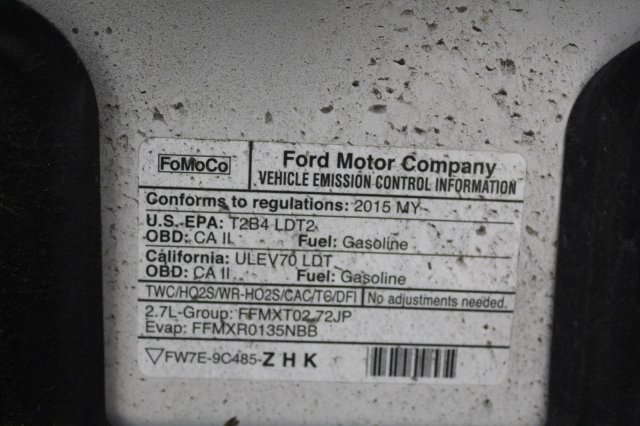 FoMoCo
Ford Motor Company
VEHICLE EMISSION CONTROL INFORMATION
Conforms to regulations: 2015 MY
U.S.-EPA: T2B4 LDT2
OBD: CA II Fuel: Gasoline
California: ULEV70 LDT
OBD: CA II Fuel: Gasoline
TWC/HO2S/WR-HO2S/CAC/TC/DFI No adjustments needed.
2.7L-Group: FFMXT02.72JP
Evap: FFMXR0135NBB
FW7E-9C485-ZHK